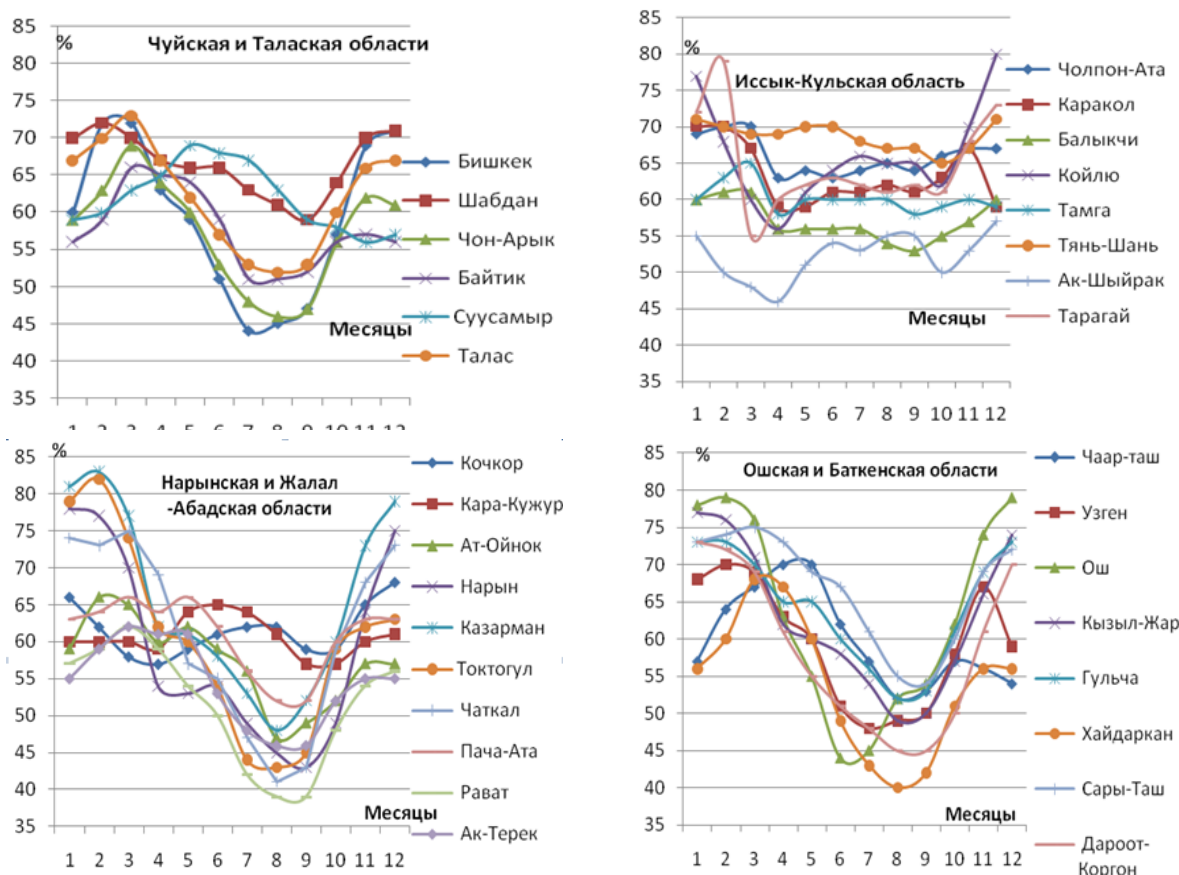 Чуйская и Талаская области
%
85
80
75
70
65
60
55
50
45
40
35
Месяцы
1 2 3 4 5 6 7 8 9 10 11 12
Бишкек
Шабдан
Чон-Арык
Байтик
Суусамыр
Талас
Иссык-Кульская область
%
85
80
75
70
65
60
55
50
45
40
35
Месяцы
1 2 3 4 5 6 7 8 9 10 11 12
Чолпон-Ата
Каракол
Балыкчи
Койлю
Тамга
Тянь-Шань
Ак-Шыйрак
Тарагай
Нарынская и Жалал
-Абадская области
%
85
80
75
70
65
60
55
50
45
40
35
Месяцы
1 2 3 4 5 6 7 8 9 10 11 12
Кочкор
Кара-Кужур
Ат-Ойнок
Нарын
Казарман
Токтогул
Чаткал
Пача-Ата
Рават
Ак-Терек
Ошская и Баткенская области
%
85
80
75
70
65
60
55
50
45
40
35
Месяцы
1 2 3 4 5 6 7 8 9 10 11 12
Чаар-таш
Узген
Ош
Кызыл-Жар
Гульча
Хайдаркан
Сары-Таш
Дароот-
Коргон